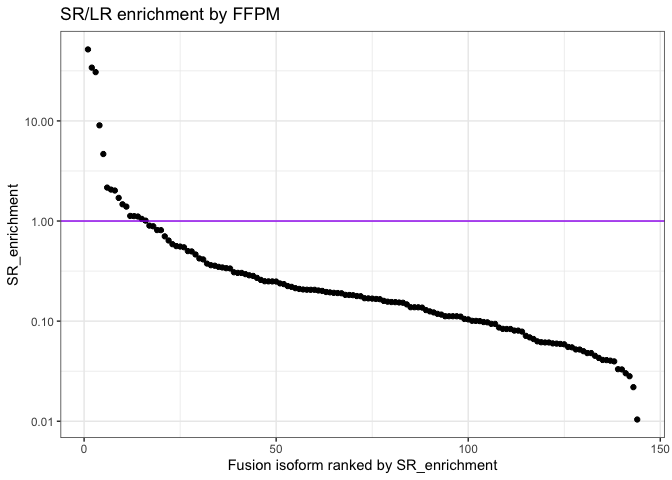 SR/LR enrichment by FFPM
SR_enrichment
10.00
1.00
0.10
0.01
0
50
100
150
Fusion isoform ranked by SR_enrichment